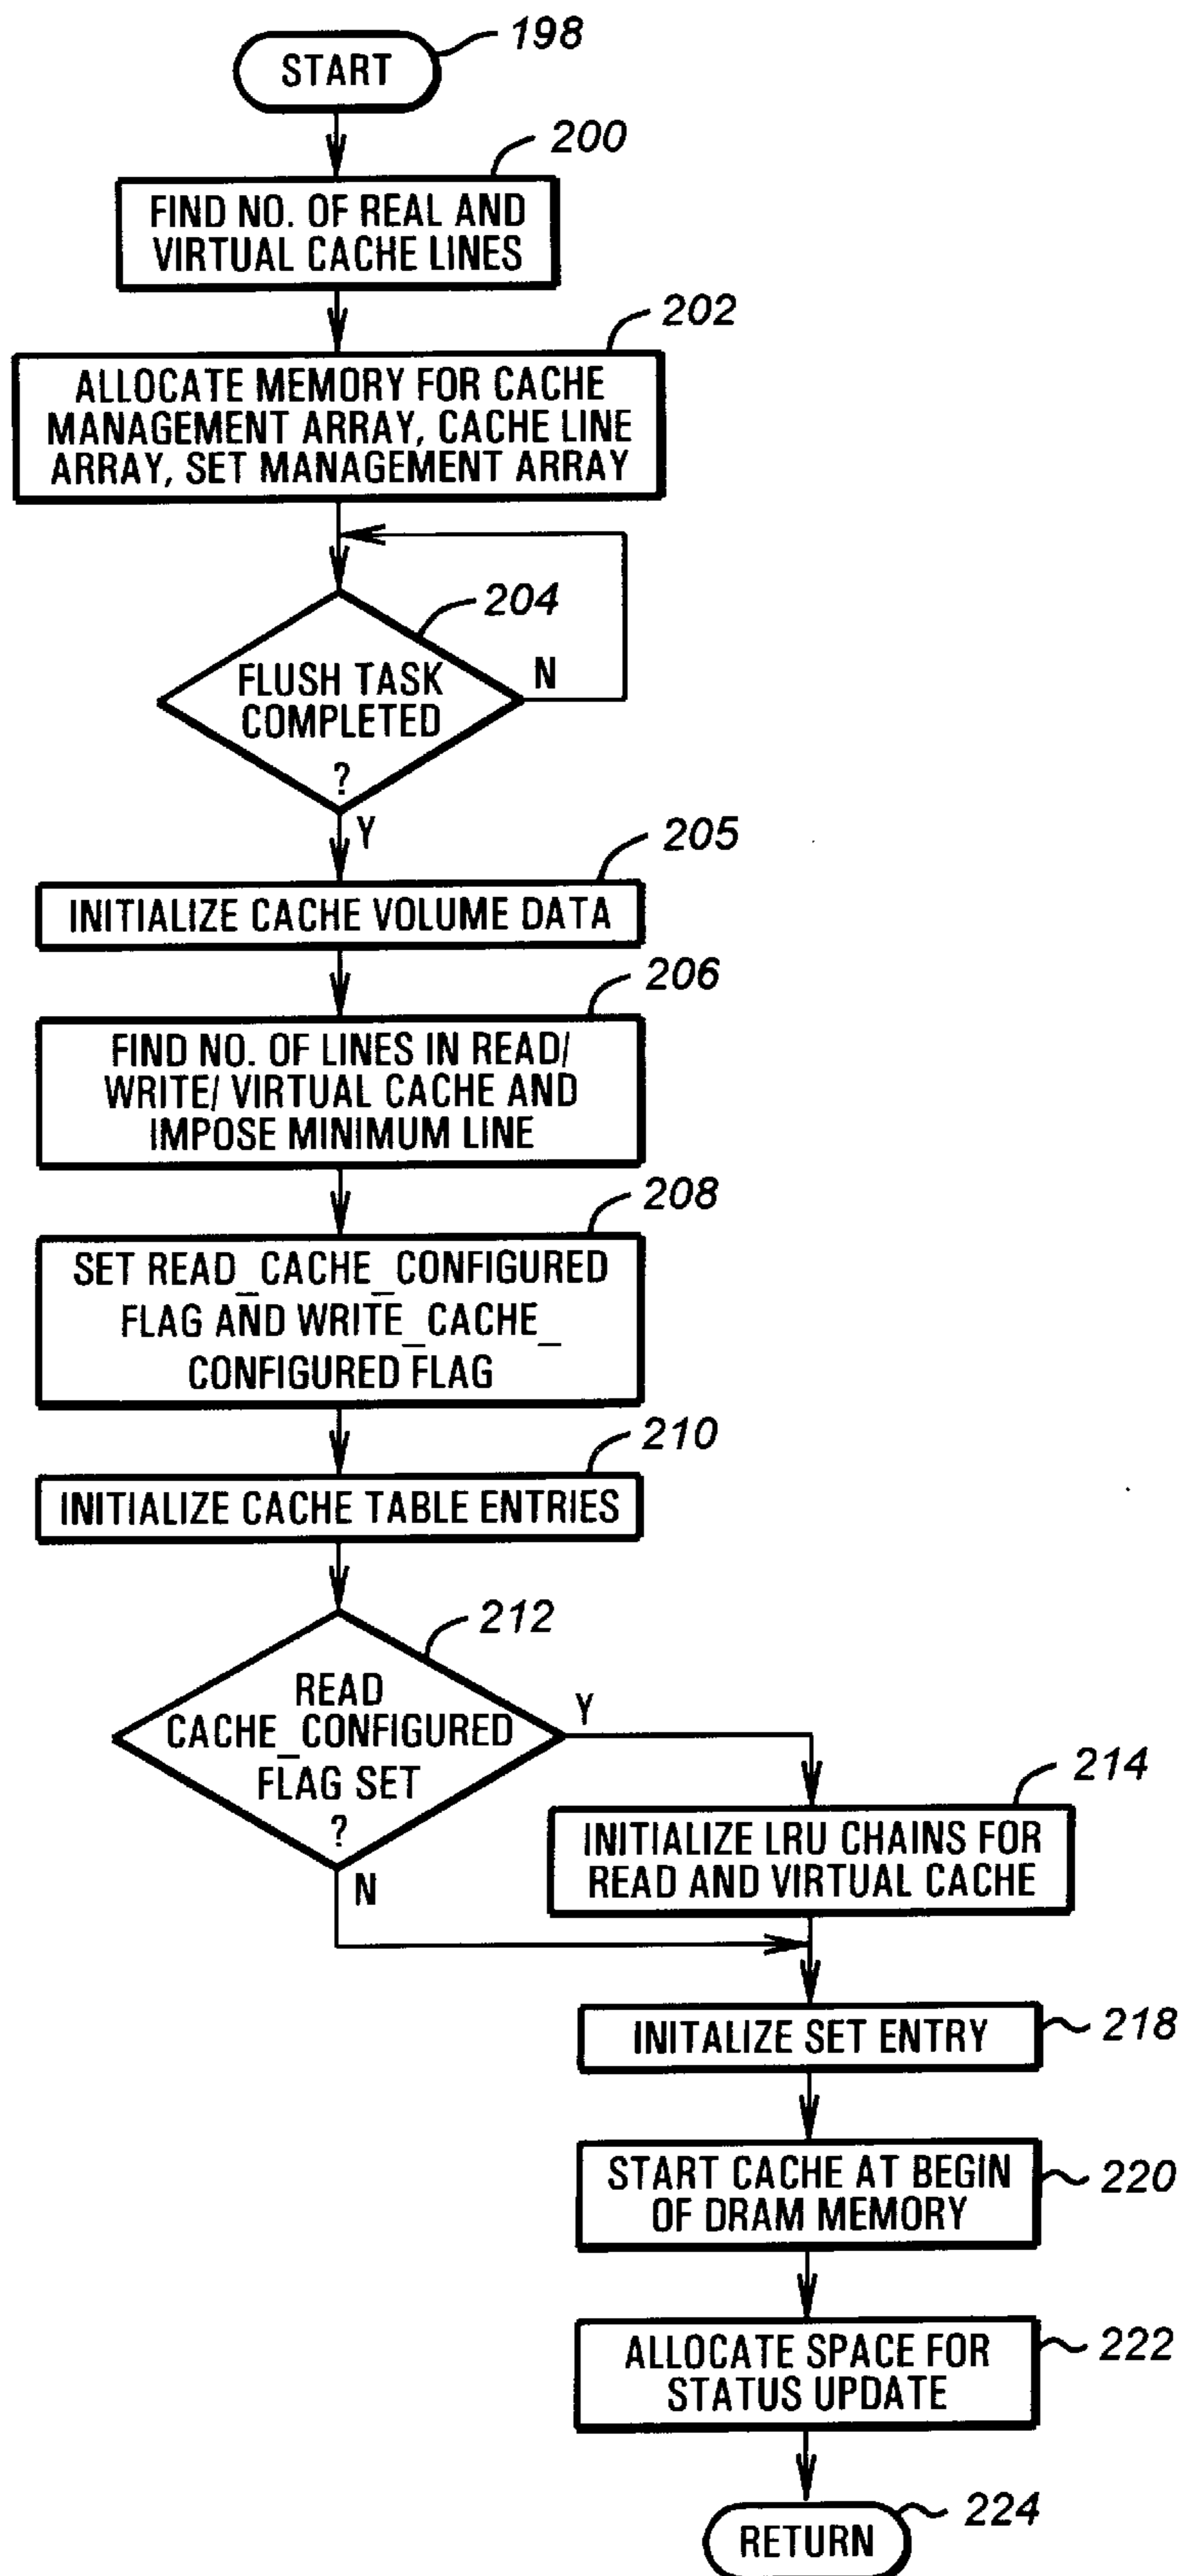 198
START
200
FIND NO. OF REAL AND
VIRTUAL CACHE LINES
202
ALLOCATE MEMORY FOR CACHE
MANAGEMENT ARRAY, CACHE LINE
ARRAY, SET MANAGEMENT ARRAY
204
FLUSH TASK
COMPLETED
?
N
Y
205
INITIALIZE CACHE VOLUME DATA
206
FIND NO. OF LINES IN READ/
WRITE/ VIRTUAL CACHE AND
IMPOSE MINIMUM LINE
208
SET READ_CACHE_CONFIGURED
FLAG AND WRITE_CACHE_
CONFIGURED FLAG
210
INITIALIZE CACHE TABLE ENTRIES
212
READ
CACHE_CONFIGURED
FLAG SET
?
Y
N
214
INITIALIZE LRU CHAINS FOR
READ AND VIRTUAL CACHE
INITALIZE SET ENTRY
218
START CACHE AT BEGIN
OF DRAM MEMORY
220
ALLOCATE SPACE FOR
STATUS UPDATE
222
RETURN
224